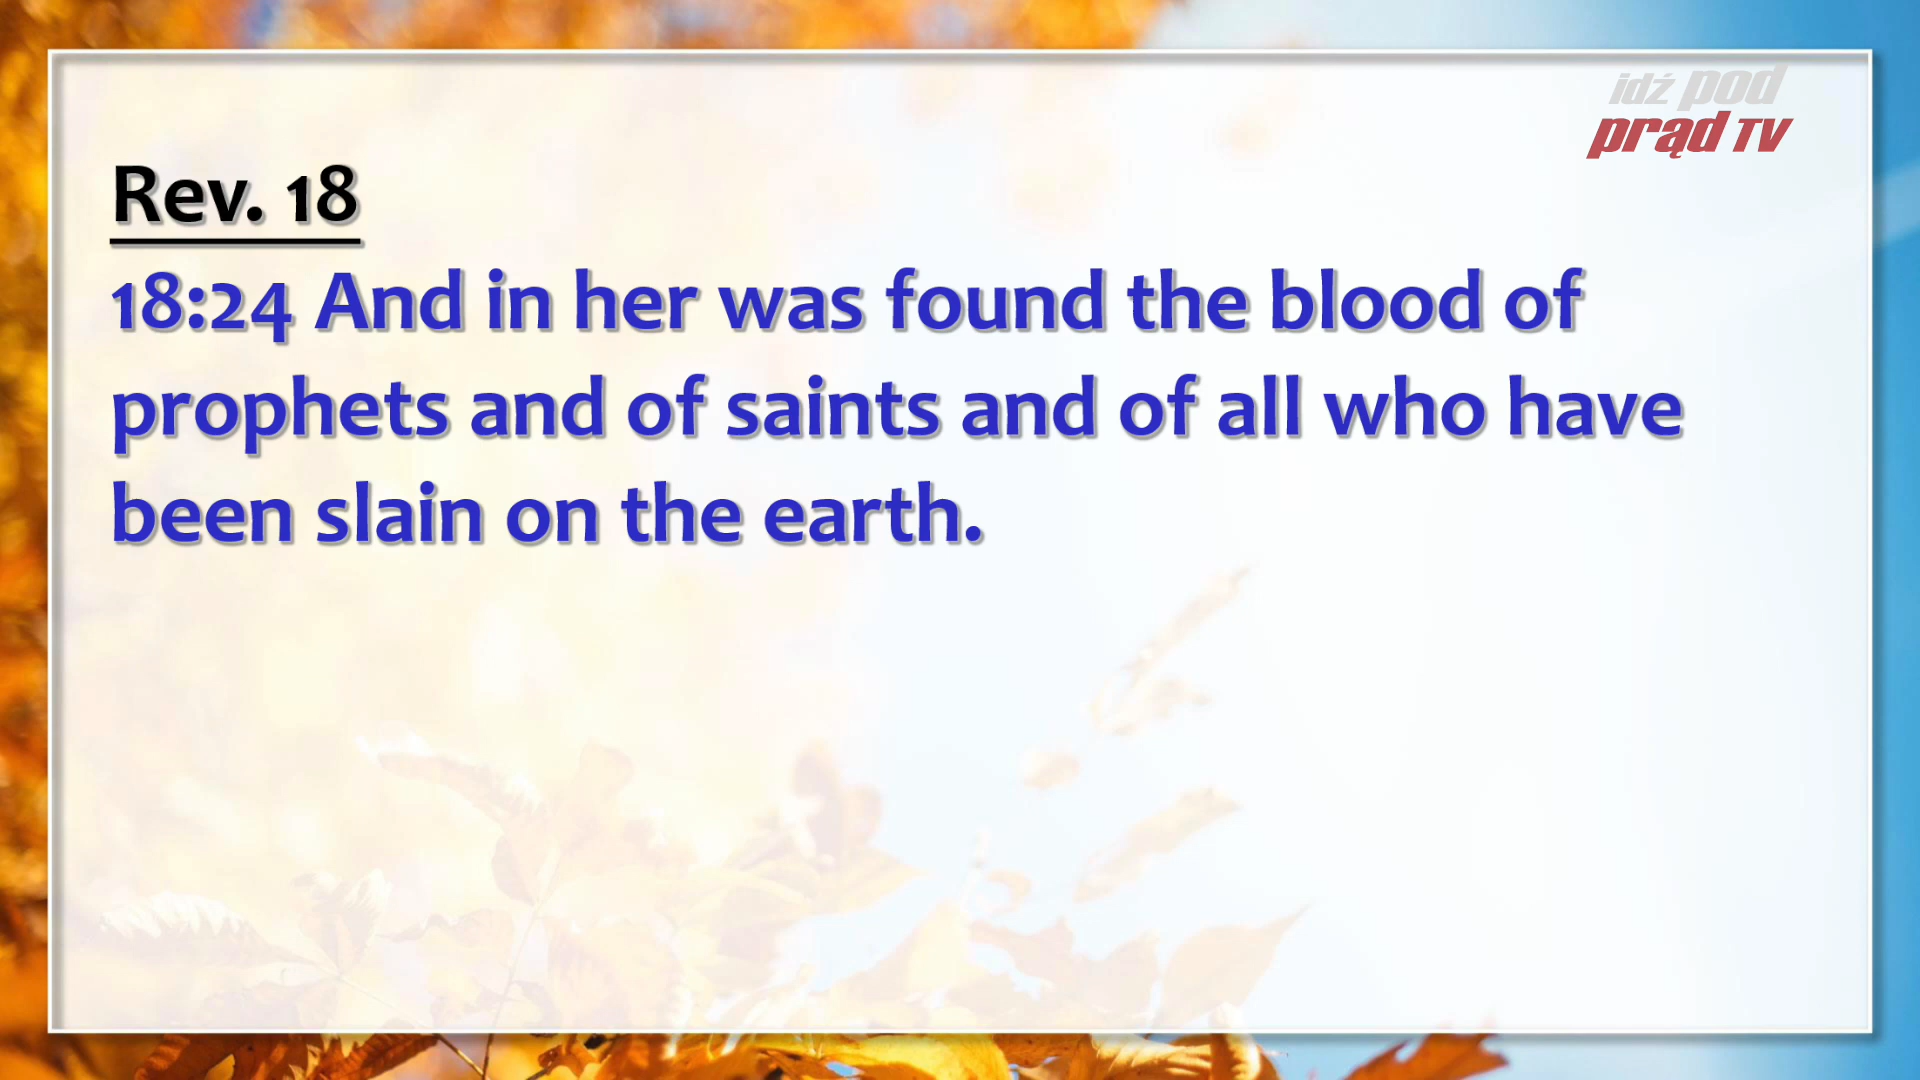 idź pod
prąd TV
Rev. 18
18:24 And in her was found the blood of
prophets and of saints and of all who have
been slain on the earth.